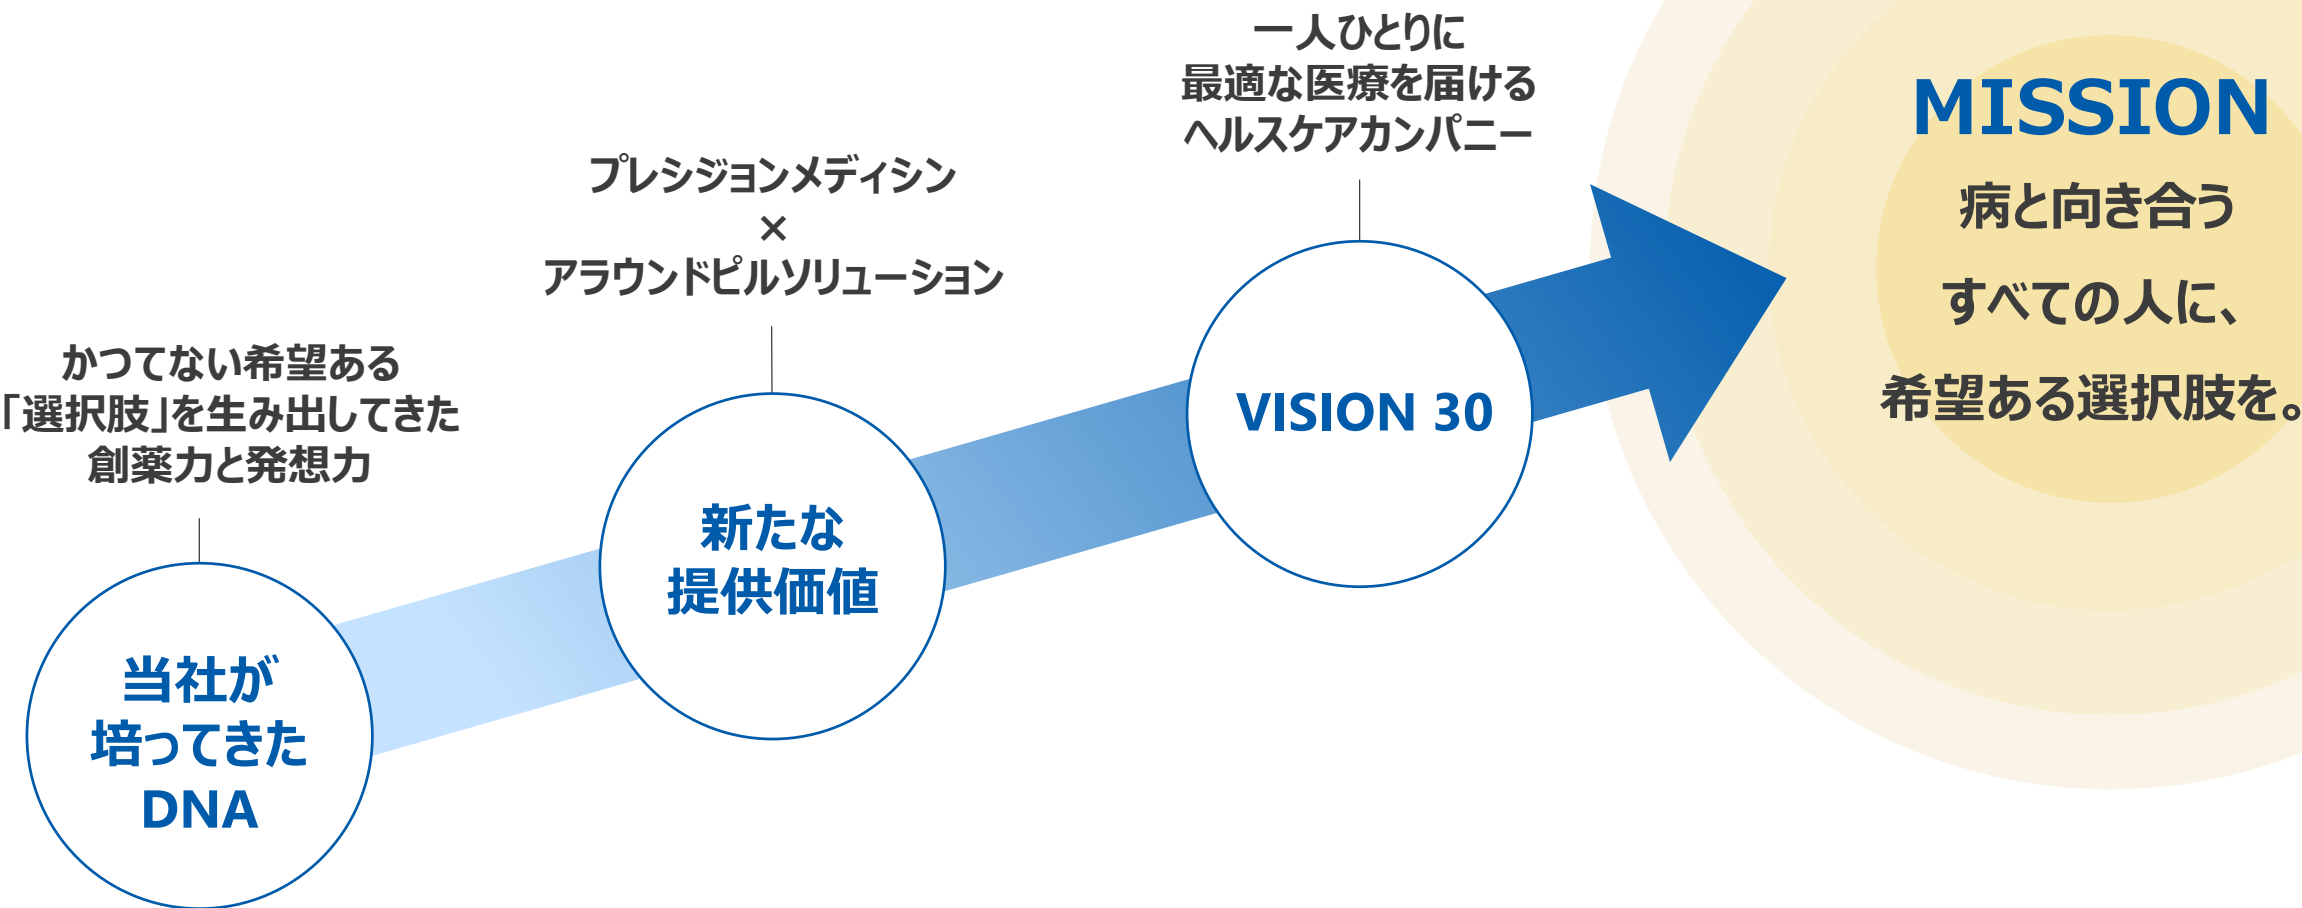 かつてない希望ある
「選択肢」を生み出してきた
創薬力と発想力
当社が
培ってきた
DNA
プレシジョンメディシン
×
アラウンドピルソリューション
新たな
提供価値
一人ひとりに
最適な医療を届ける
ヘルスケアカンパニー
VISION 30
MISSION
病と向き合う
すべての人に、
希望ある選択肢を。